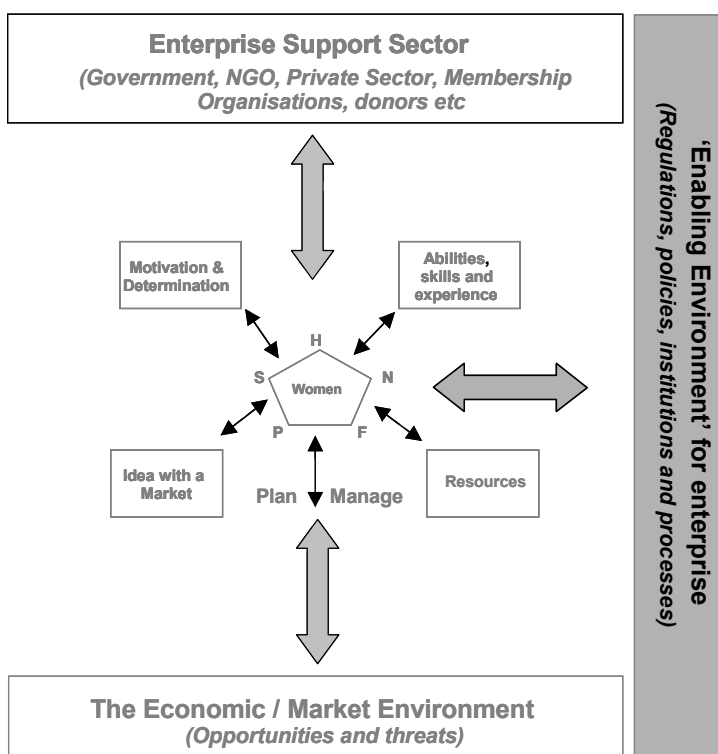 Enterprise Support Sector
(Government, NGO, Private Sector, Membership
Organisations, donors etc
'Enabling Environment' for enterprise
(Regulations, policies, institutions and processes)
Motivation &
Determination
Abilities,
skills and
experience
H
S
Women
N
P
F
Idea with a
Market
Plan
Manage
Resources
The Economic / Market Environment
(Opportunities and threats)